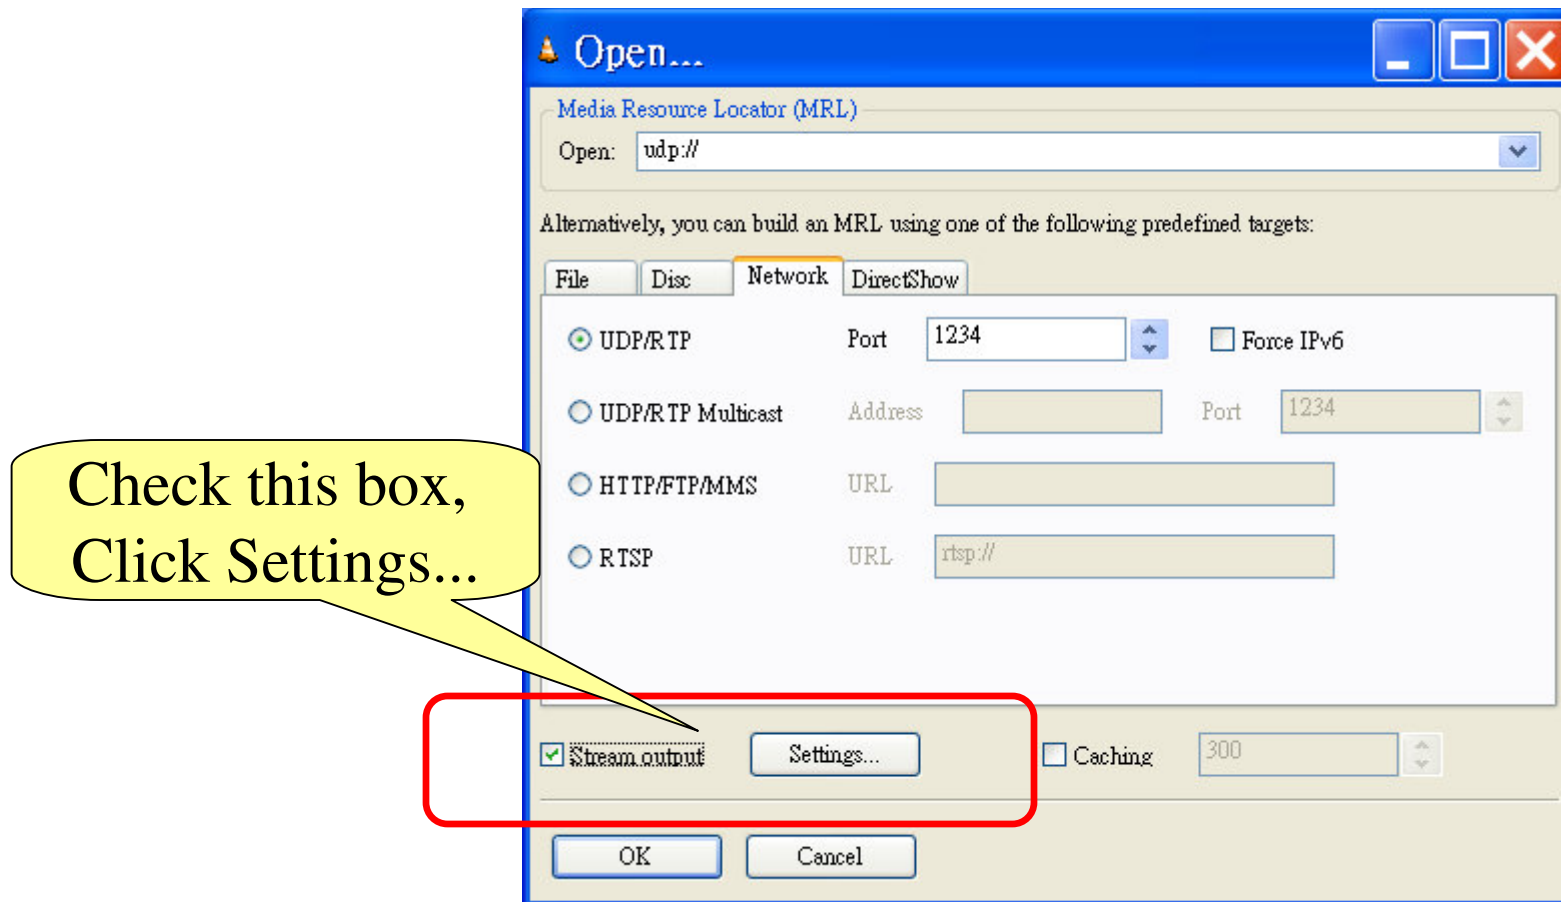 Open...
Media Resource Locator (MRL)
Open: udp://
Alternatively, you can build an MRL using one of the following predefined targets:
File Disc Network DirectShow
UDP/RTP Port 1234 Force IPv6
UDP/RTP Multicast Address Port 1234
HTTP/FTP/MMS URL
RTSP URL rtsp://
Check this box,
Click Settings...
Stream output Settings... Caching 300
OK Cancel